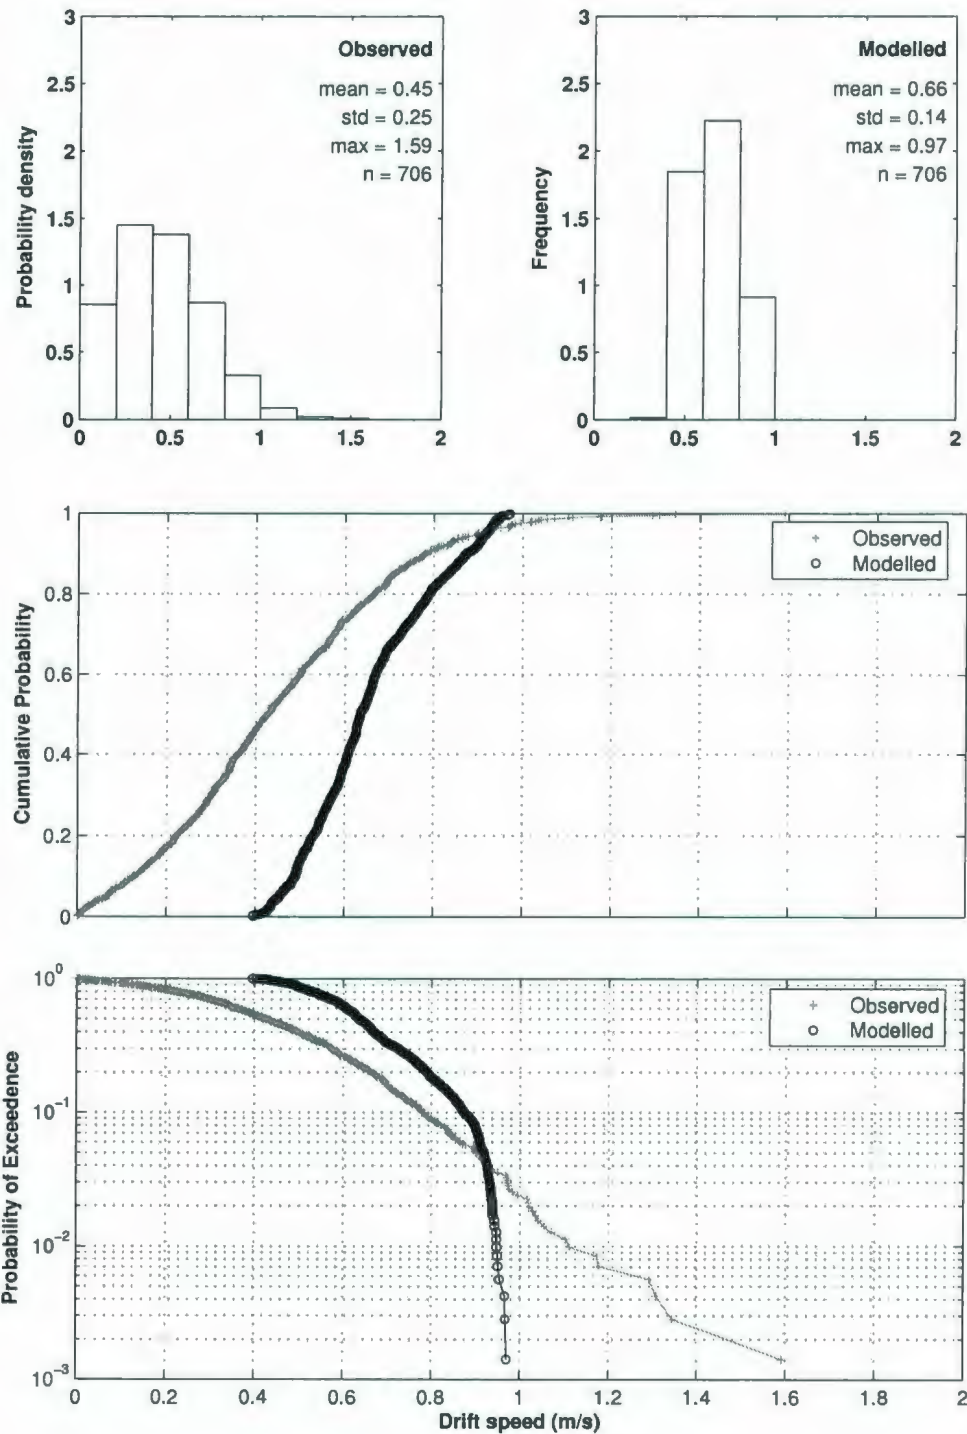 Observed
mean = 0.45
std = 0.25
max = 1.59
n = 706
Probability density
3
2.5
2
1.5
1
0.5
0
0 0.5 1 1.5 2
Modelled
mean = 0.66
std = 0.14
max = 0.97
n = 706
Frequency
3
2.5
2
1.5
1
0.5
0
0 0.5 1 1.5 2
Cumulative Probability
1
0.8
0.6
0.4
0.2
0
Observed
Modelled
Probability of Exceedence
10⁰
10⁻¹
10⁻²
10⁻³
Observed
Modelled
0 0.2 0.4 0.6 0.8 1 1.2 1.4 1.6 1.8 2
Drift speed (m/s)